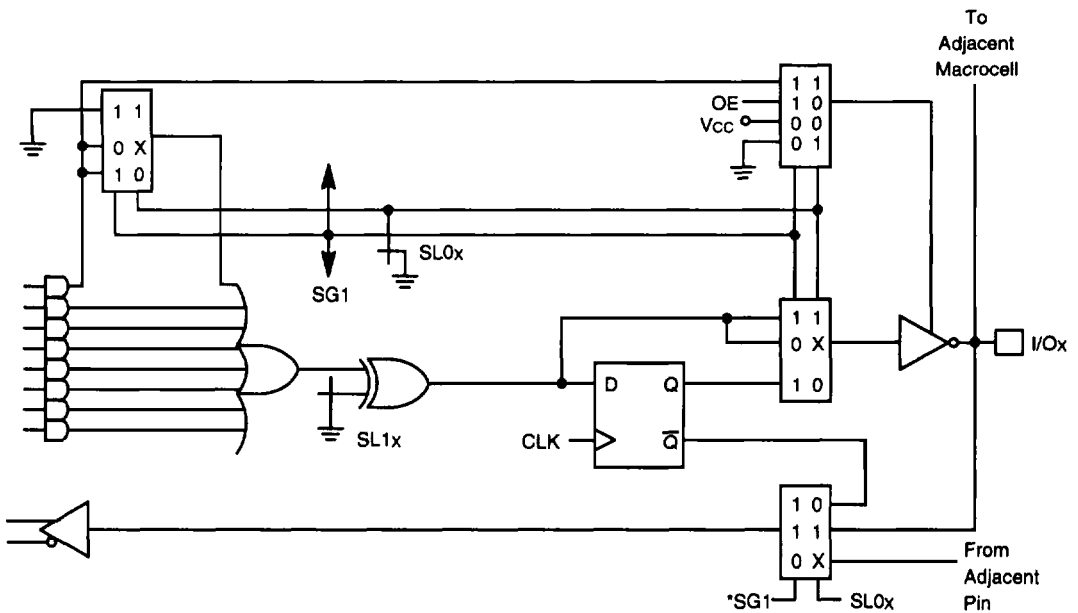 To
Adjacent
Macrocell
1 1
0 X
1 0
OE
VCC
1 1
1 0
0 0
0 1
SL0x
SG1
1 1
0 X
1 0
I/Ox
D Q
CLK
Q
SL1x
1 0
1 1
0 X
From
Adjacent
Pin
*SG1
SL0x